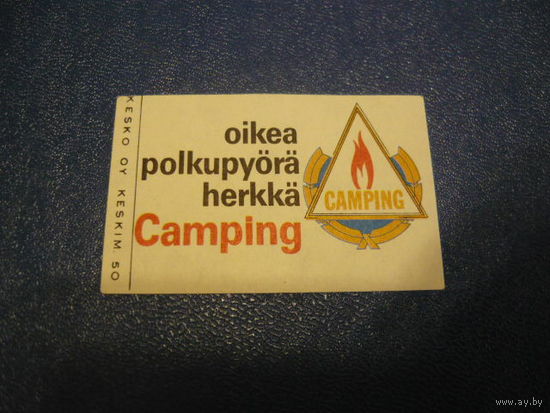 KESKO OY KESKIM. 50
oikea
polkupyörä
herkkä
Camping
CAMPING
www.ay.by